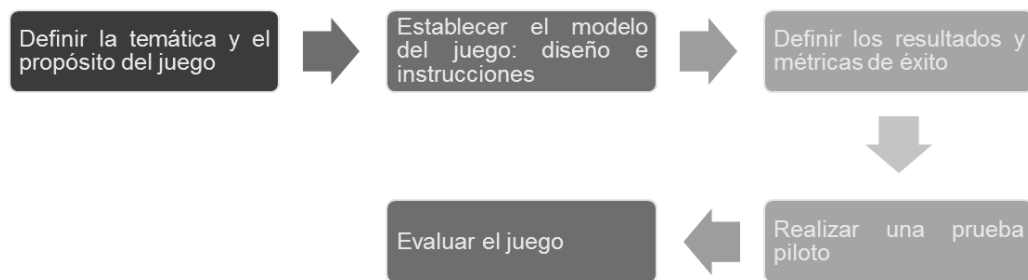 Definir la temática y el
propósito del juego
Establecer el modelo
del juego: diseño e
instrucciones
Definir los resultados y
métricas de éxito
Realizar una prueba
piloto
Evaluar el juego